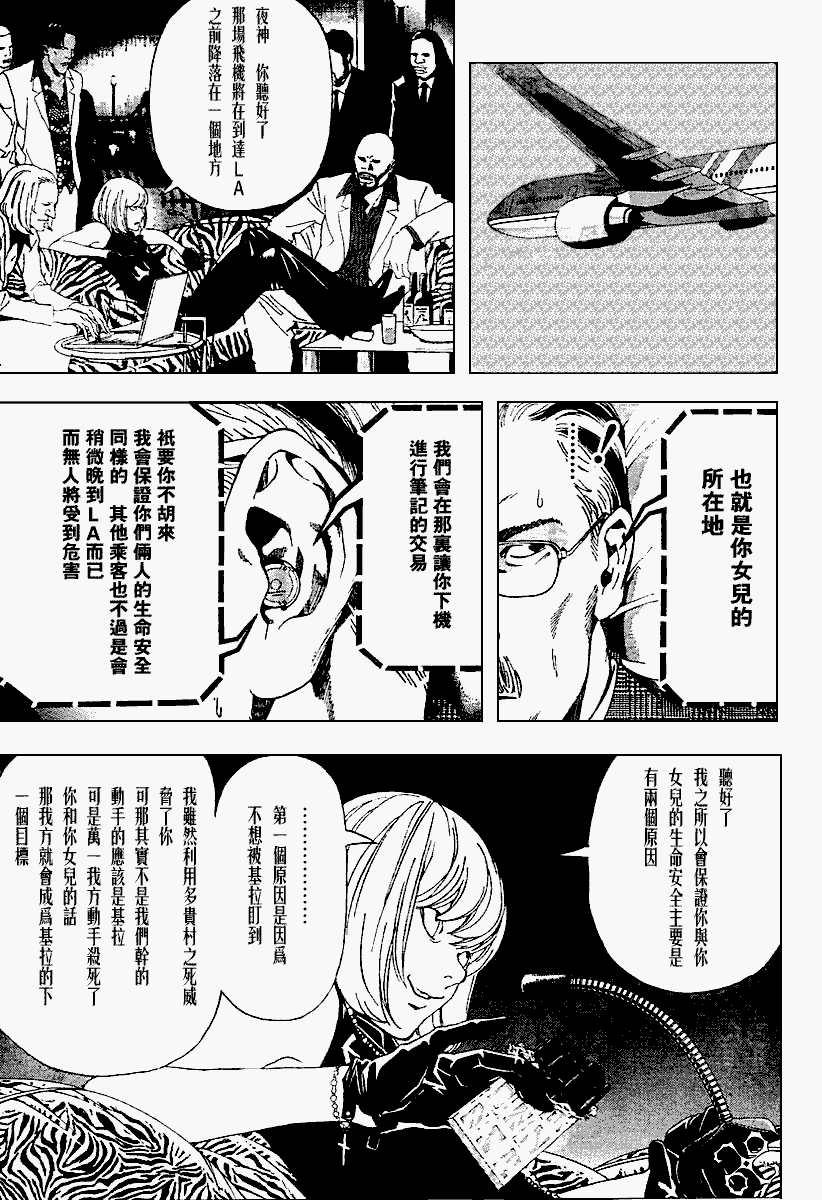 夜神　你聽好了
那場飛機將在到達LA
之前降落在一個地方
也就是你女兒的
所在地
！
我們會在那裏讓你下機
進行筆記的交易
祇要你不胡來
我會保證你們倆人的生命安全
同樣的　其他乘客也不過是會
稍微晚到LA而已
而無人將受到危害
聽好了
我之所以會保證你與你
女兒的生命安全主要是
有兩個原因
………………
第一個原因是因爲
不想被基拉盯到
我雖然利用多貴村之死威
脅了你
可那其實不是我們幹的
動手的應該是基拉
可是萬一我方動手殺死了
你和你女兒的話
那我方就會成爲基拉的下
一個目標